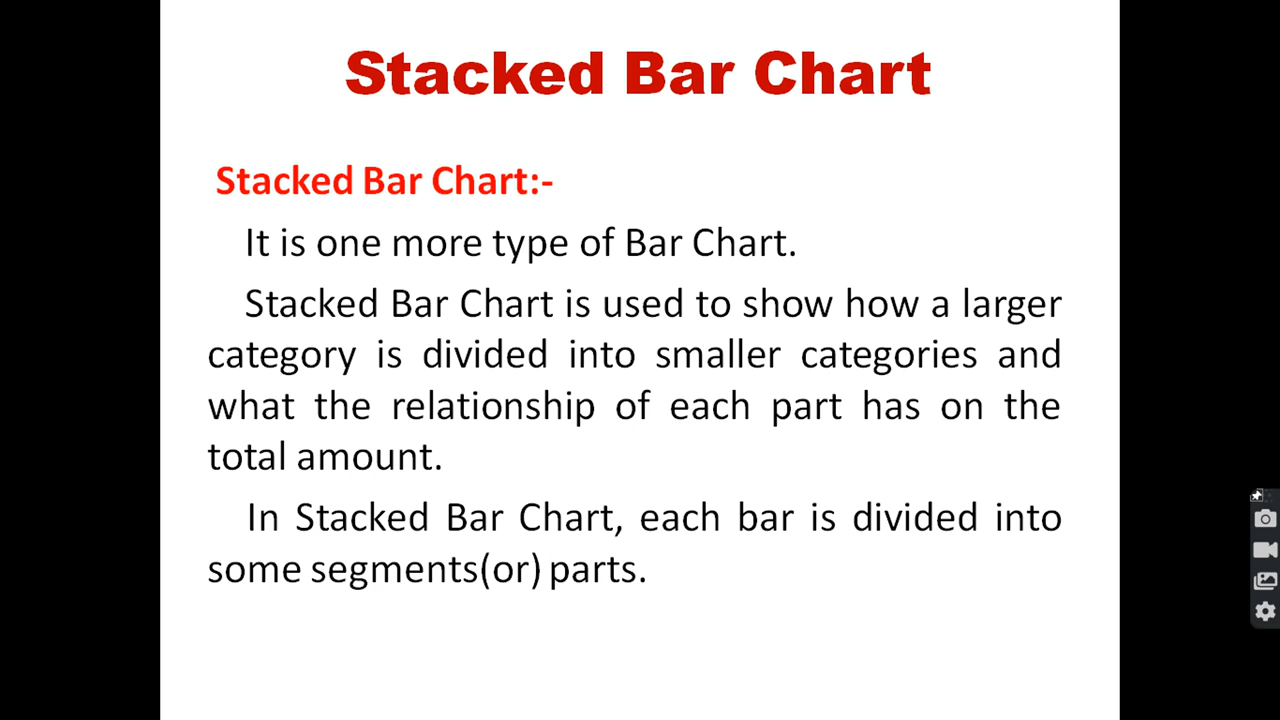 Stacked Bar Chart
Stacked Bar Chart:-
It is one more type of Bar Chart.
Stacked Bar Chart is used to show how a larger
category is divided into smaller categories and
what the relationship of each part has on the
total amount.
In Stacked Bar Chart, each bar is divided into
some segments(or) parts.